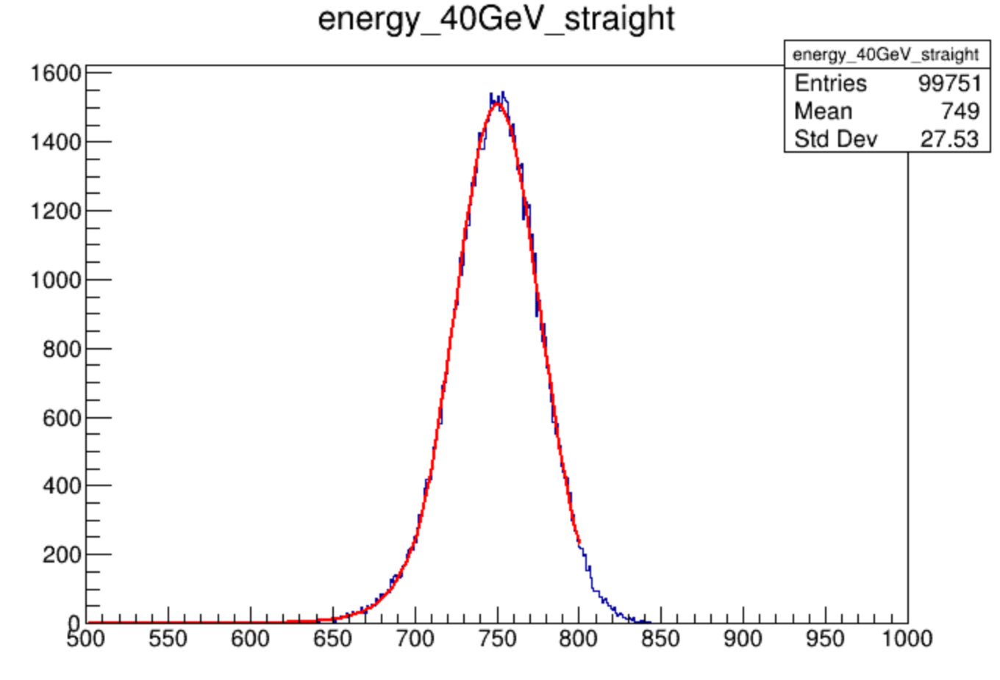 energy_40GeV_straight
energy_40GeV_straight
Entries 99751
Mean 749
Std Dev 27.53
1600
1400
1200
1000
800
600
400
200
0
500 550 600 650 700 750 800 850 900 950 1000